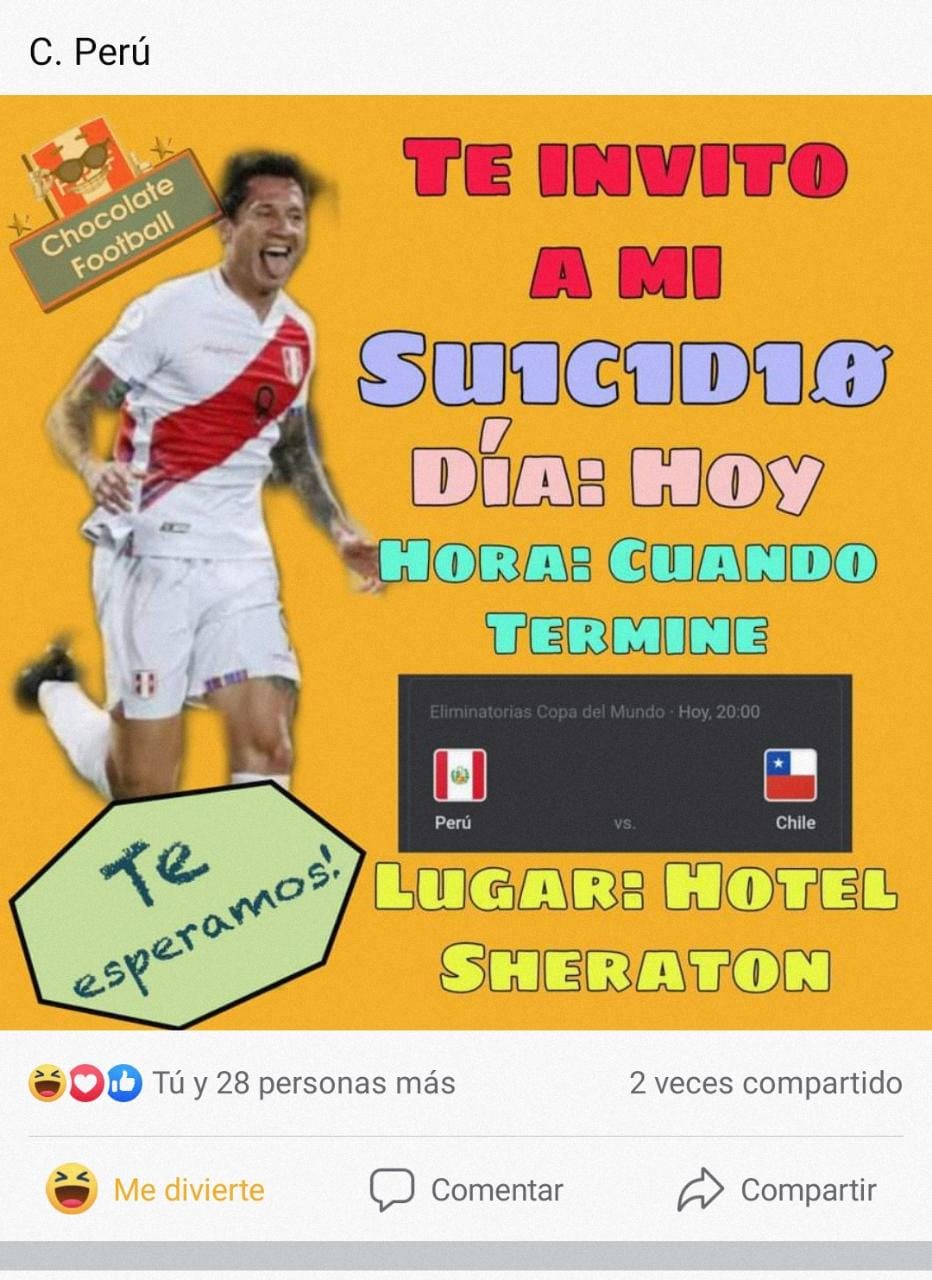 C. Perú
Chocolate
Football
TE INVITO
A MI
SU1C1D1Ø
DÍA: HOY
HORA: CUANDO
TERMINE
Eliminatorias Copa del Mundo · Hoy, 20:00
Perú vs. Chile
LUGAR: HOTEL
SHERATON
Te
esperamos!
Tú y 28 personas más 2 veces compartido
Me divierte Comentar Compartir